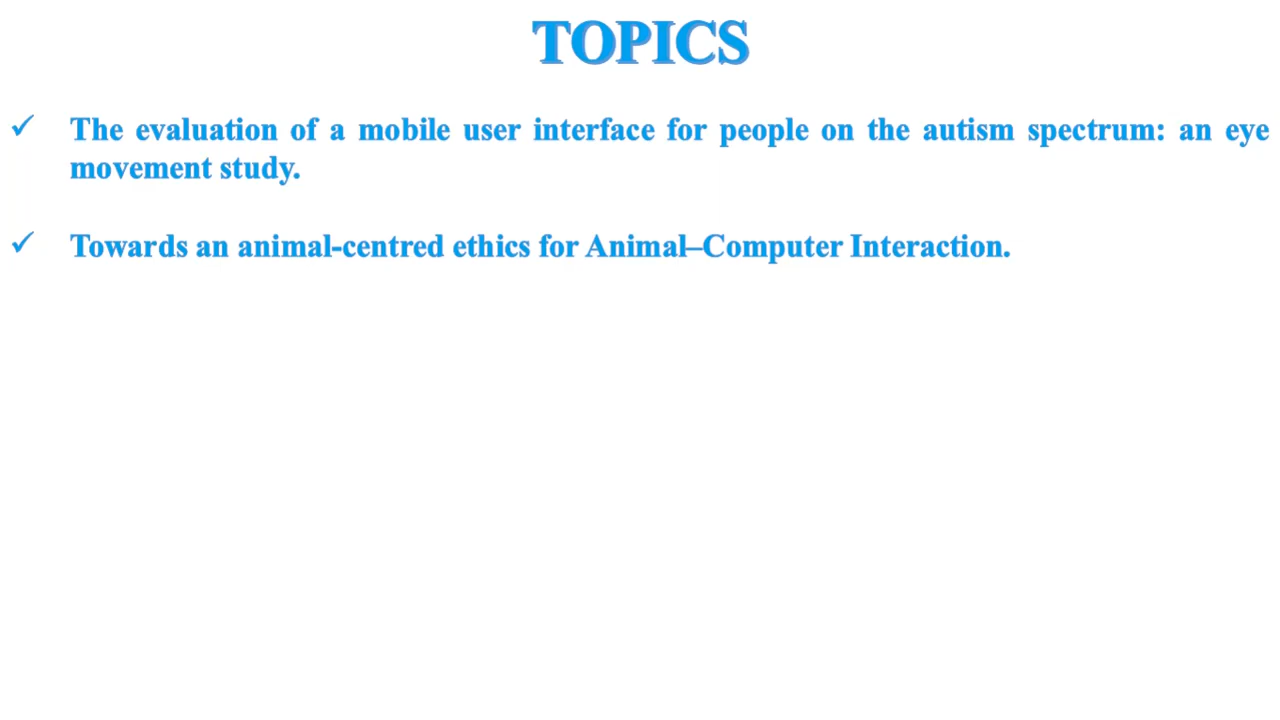 TOPICS
✓ The evaluation of a mobile user interface for people on the autism spectrum: an eye
movement study.
✓ Towards an animal-centred ethics for Animal–Computer Interaction.